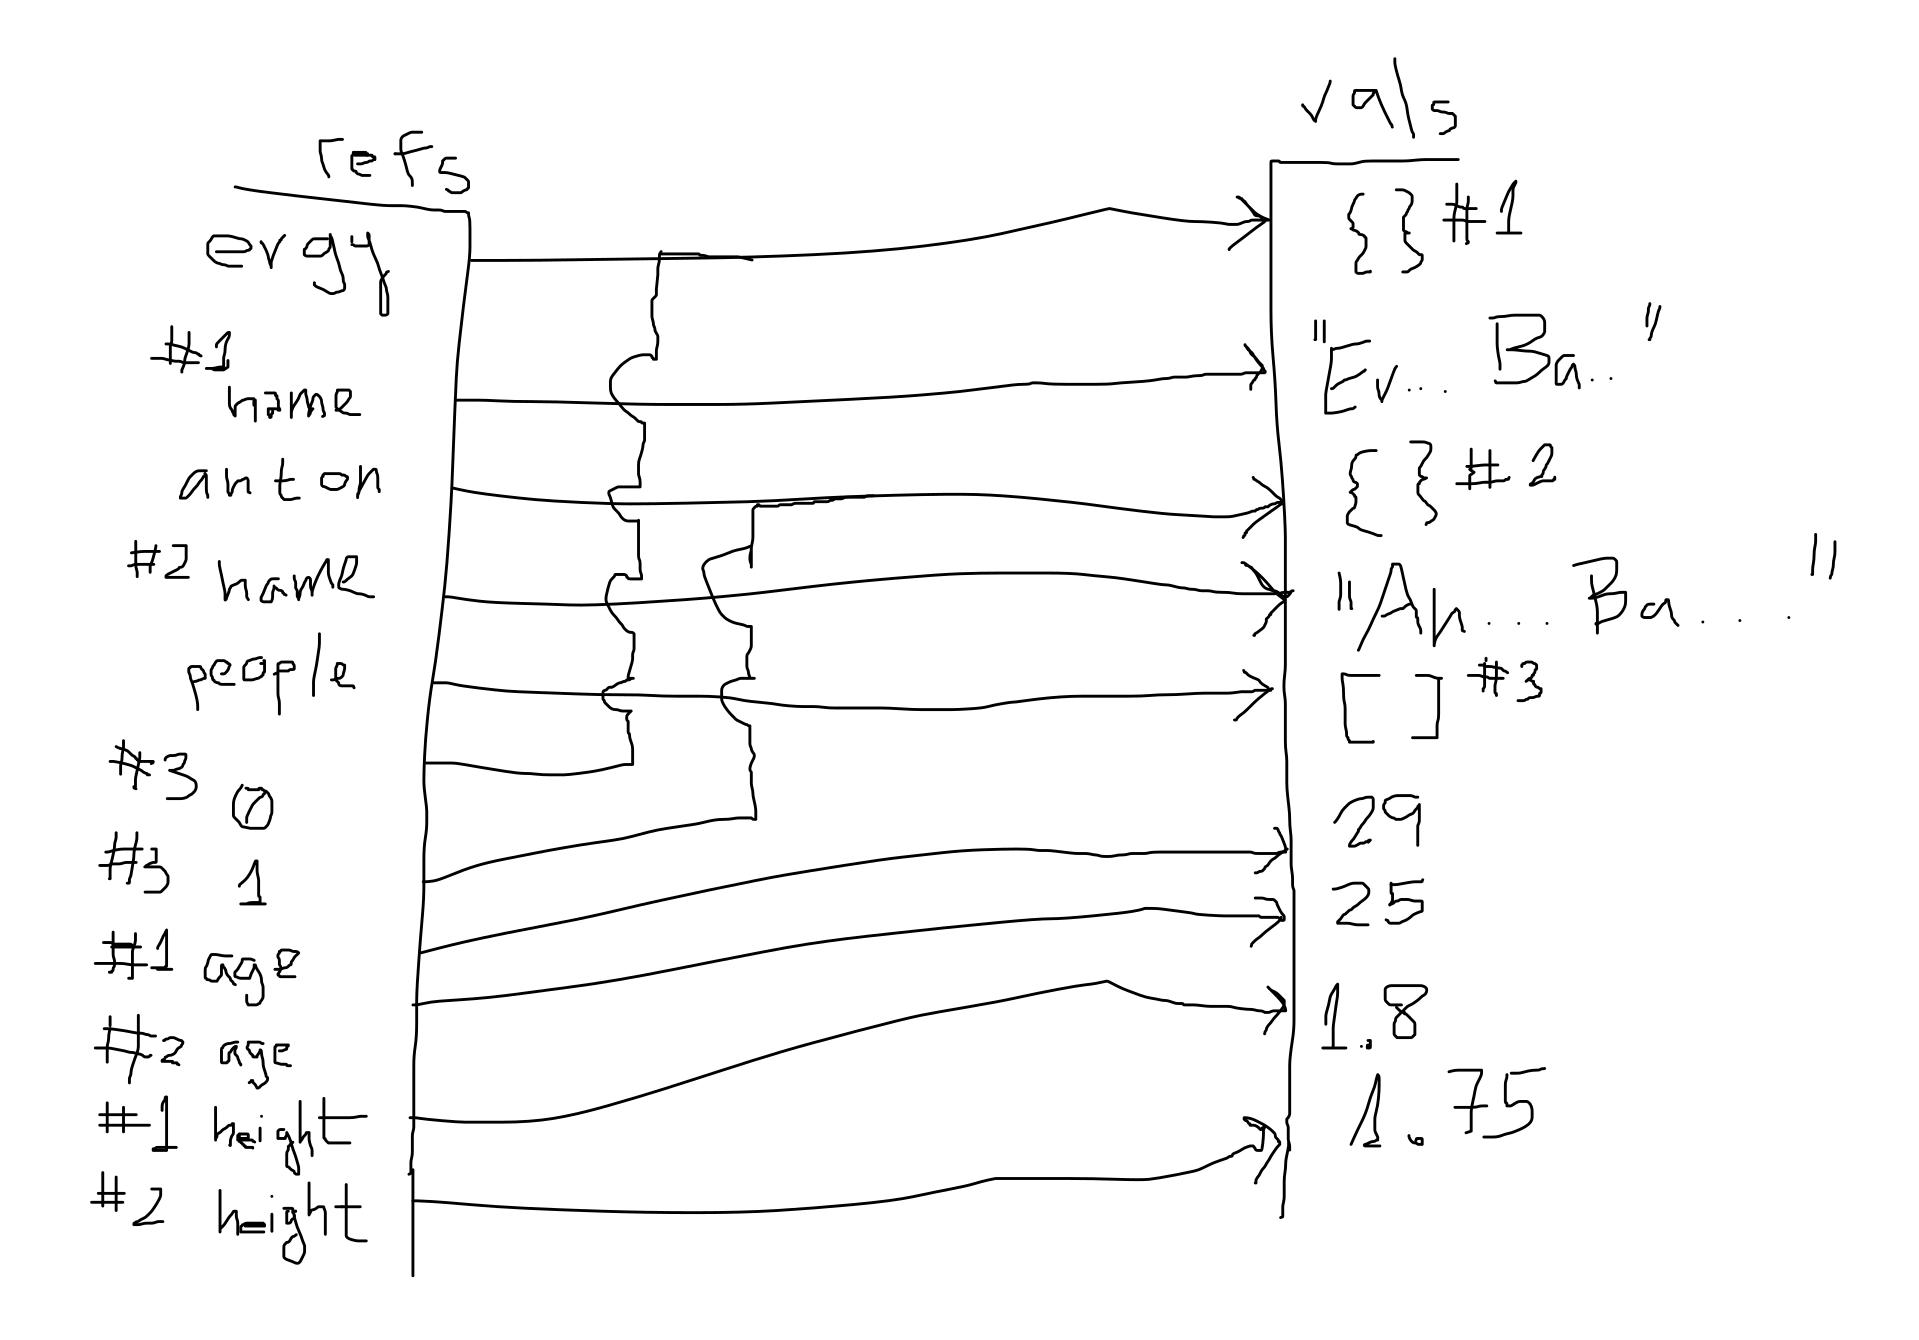 refs
ergy
#1
name
anton
#2 name
people
#3
0
#3 1
#1 age
#2 age
#1 height
#2 height
vals
{ } #1
"Ev... Ba.."
{ } #2
"An... Ba...."
[ ] #3
29
25
1.8
1.75